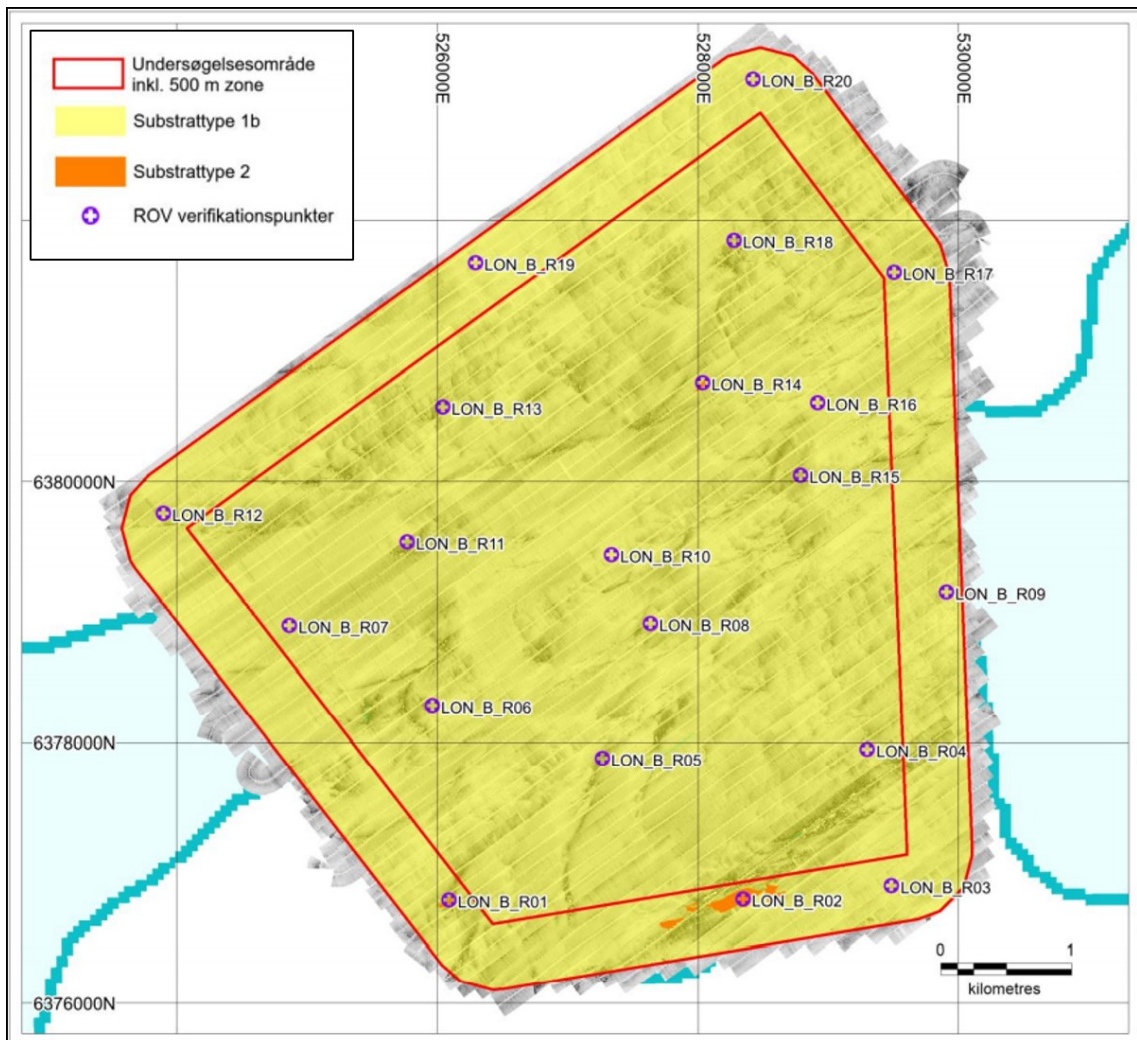 Undersøgelsesområde
inkl. 500 m zone
Substrattype 1b
Substrattype 2
ROV verifikationspunkter
526000E
528000E
530000E
LON_B_R20
LON_B_R18
LON_B_R19
LON_B_R17
LON_B_R14
LON_B_R16
LON_B_R13
LON_B_R15
6380000N
LON_B_R12
LON_B_R11
LON_B_R10
LON_B_R09
LON_B_R07
LON_B_R08
LON_B_R06
6378000N
LON_B_R04
LON_B_R05
LON_B_R03
LON_B_R01
LON_B_R02
0 1
kilometres
6376000N